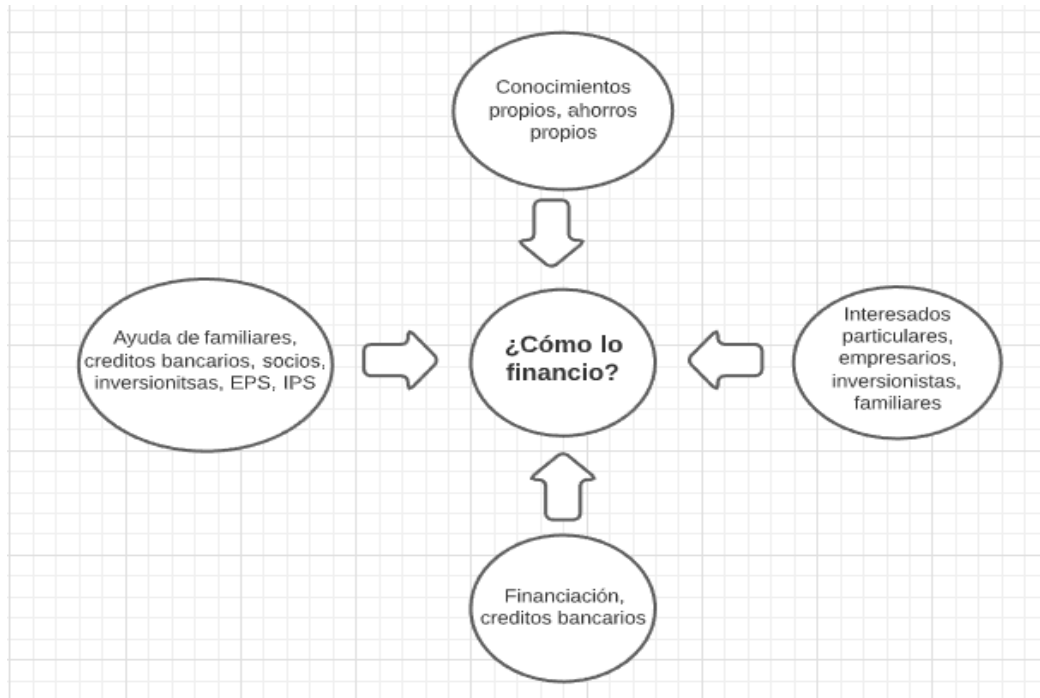 Conocimientos
propios, ahorros
propios
Ayuda de familiares,
creditos bancarios, socios,
inversionitsas, EPS, IPS
¿Cómo lo
financio?
Interesados
particulares,
empresarios,
inversionistas,
familiares
Financiación,
creditos bancarios